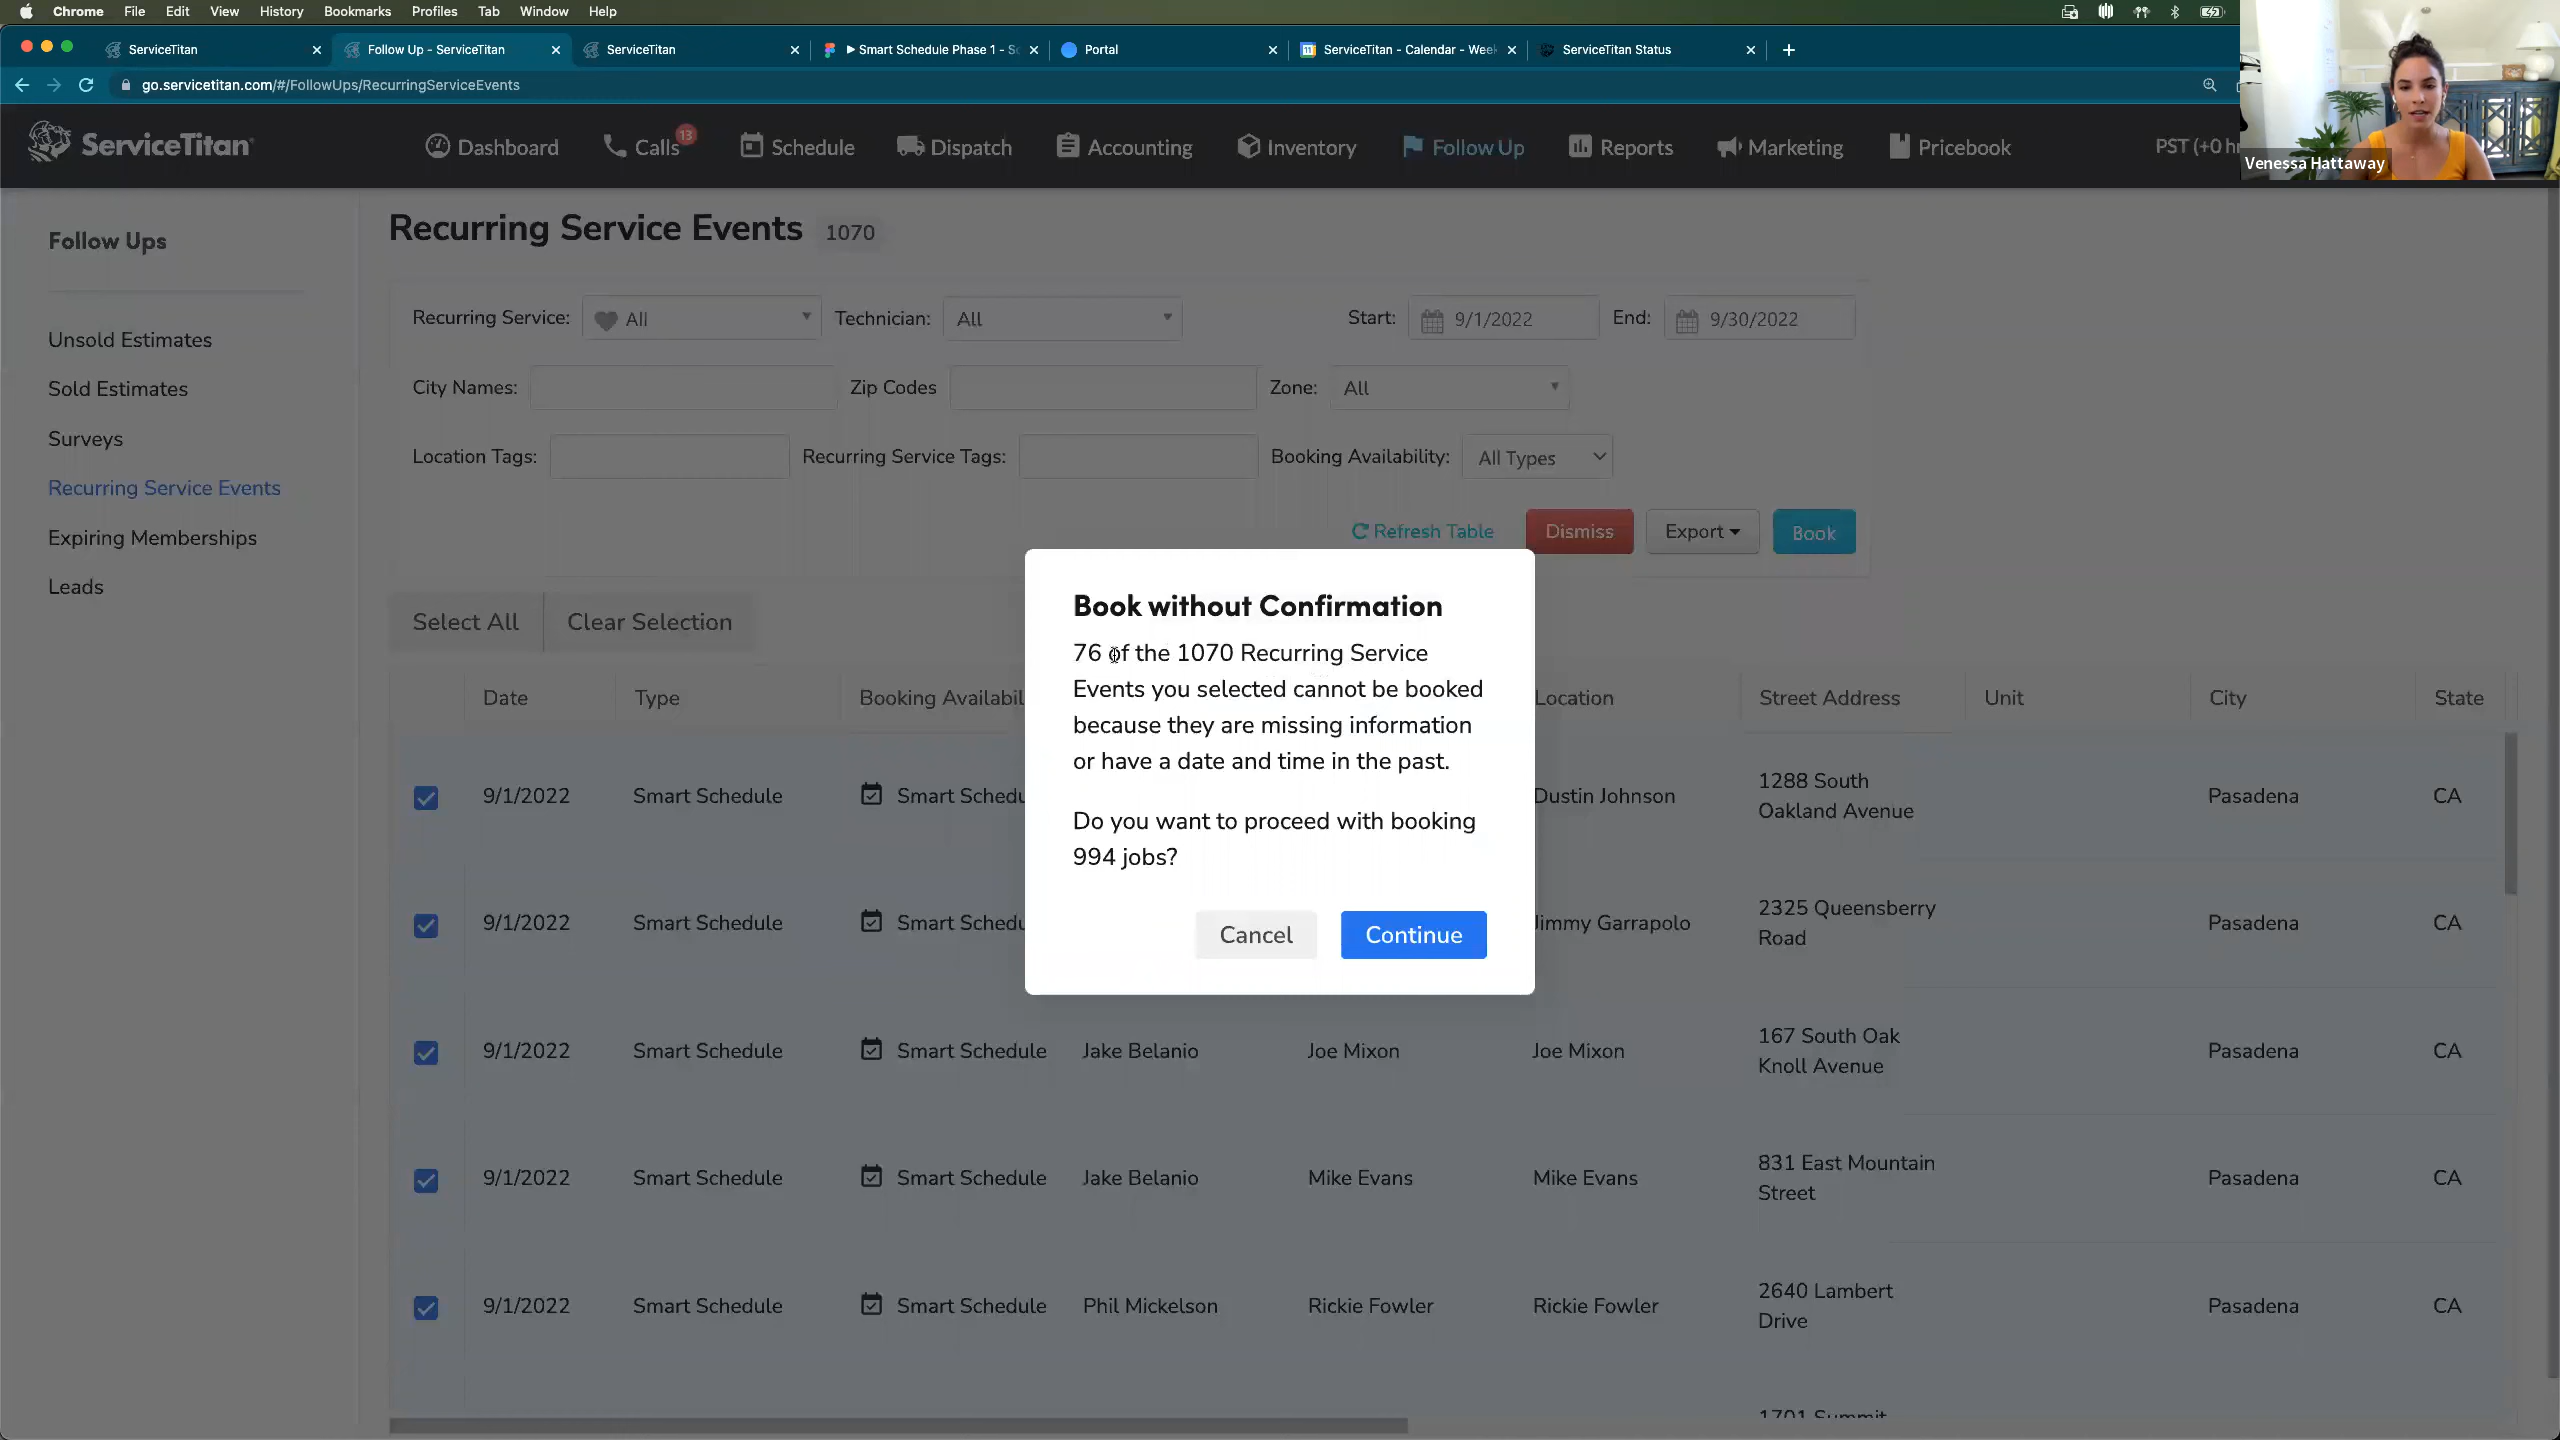 Chrome File Edit View History Bookmarks Profiles Tab Window Help
ServiceTitan
Follow Up - ServiceTitan
ServiceTitan
Smart Schedule Phase 1 - S
Portal
ServiceTitan - Calendar - Week
ServiceTitan Status
go.servicetitan.com/#/FollowUps/RecurringServiceEvents
ServiceTitan
Dashboard
Calls
13
Schedule
Dispatch
Accounting
Inventory
Follow Up
Reports
Marketing
Pricebook
PST (+0 h
Venessa Hattaway
Follow Ups
Unsold Estimates
Sold Estimates
Surveys
Recurring Service Events
Expiring Memberships
Leads
Recurring Service Events 1070
Recurring Service: All Technician: All Start: 9/1/2022 End: 9/30/2022
City Names: Zip Codes Zone: All
Location Tags: Recurring Service Tags: Booking Availability: All Types
Refresh Table Dismiss Export Book
Select All Clear Selection
Book without Confirmation
76 of the 1070 Recurring Service
Events you selected cannot be booked
because they are missing information
or have a date and time in the past.
Do you want to proceed with booking
994 jobs?
Cancel Continue
Date Type Booking Availabil Location Street Address Unit City State
9/1/2022 Smart Schedule Smart Schedu Dustin Johnson 1288 South Pasadena CA
Oakland Avenue
9/1/2022 Smart Schedule Smart Schedu Jimmy Garrapolo 2325 Queensberry Pasadena CA
Road
9/1/2022 Smart Schedule Smart Schedule Jake Belanio Joe Mixon Joe Mixon 167 South Oak Pasadena CA
Knoll Avenue
9/1/2022 Smart Schedule Smart Schedule Jake Belanio Mike Evans Mike Evans 831 East Mountain Pasadena CA
Street
9/1/2022 Smart Schedule Smart Schedule Phil Mickelson Rickie Fowler Rickie Fowler 2640 Lambert Pasadena CA
Drive
1701 Summit